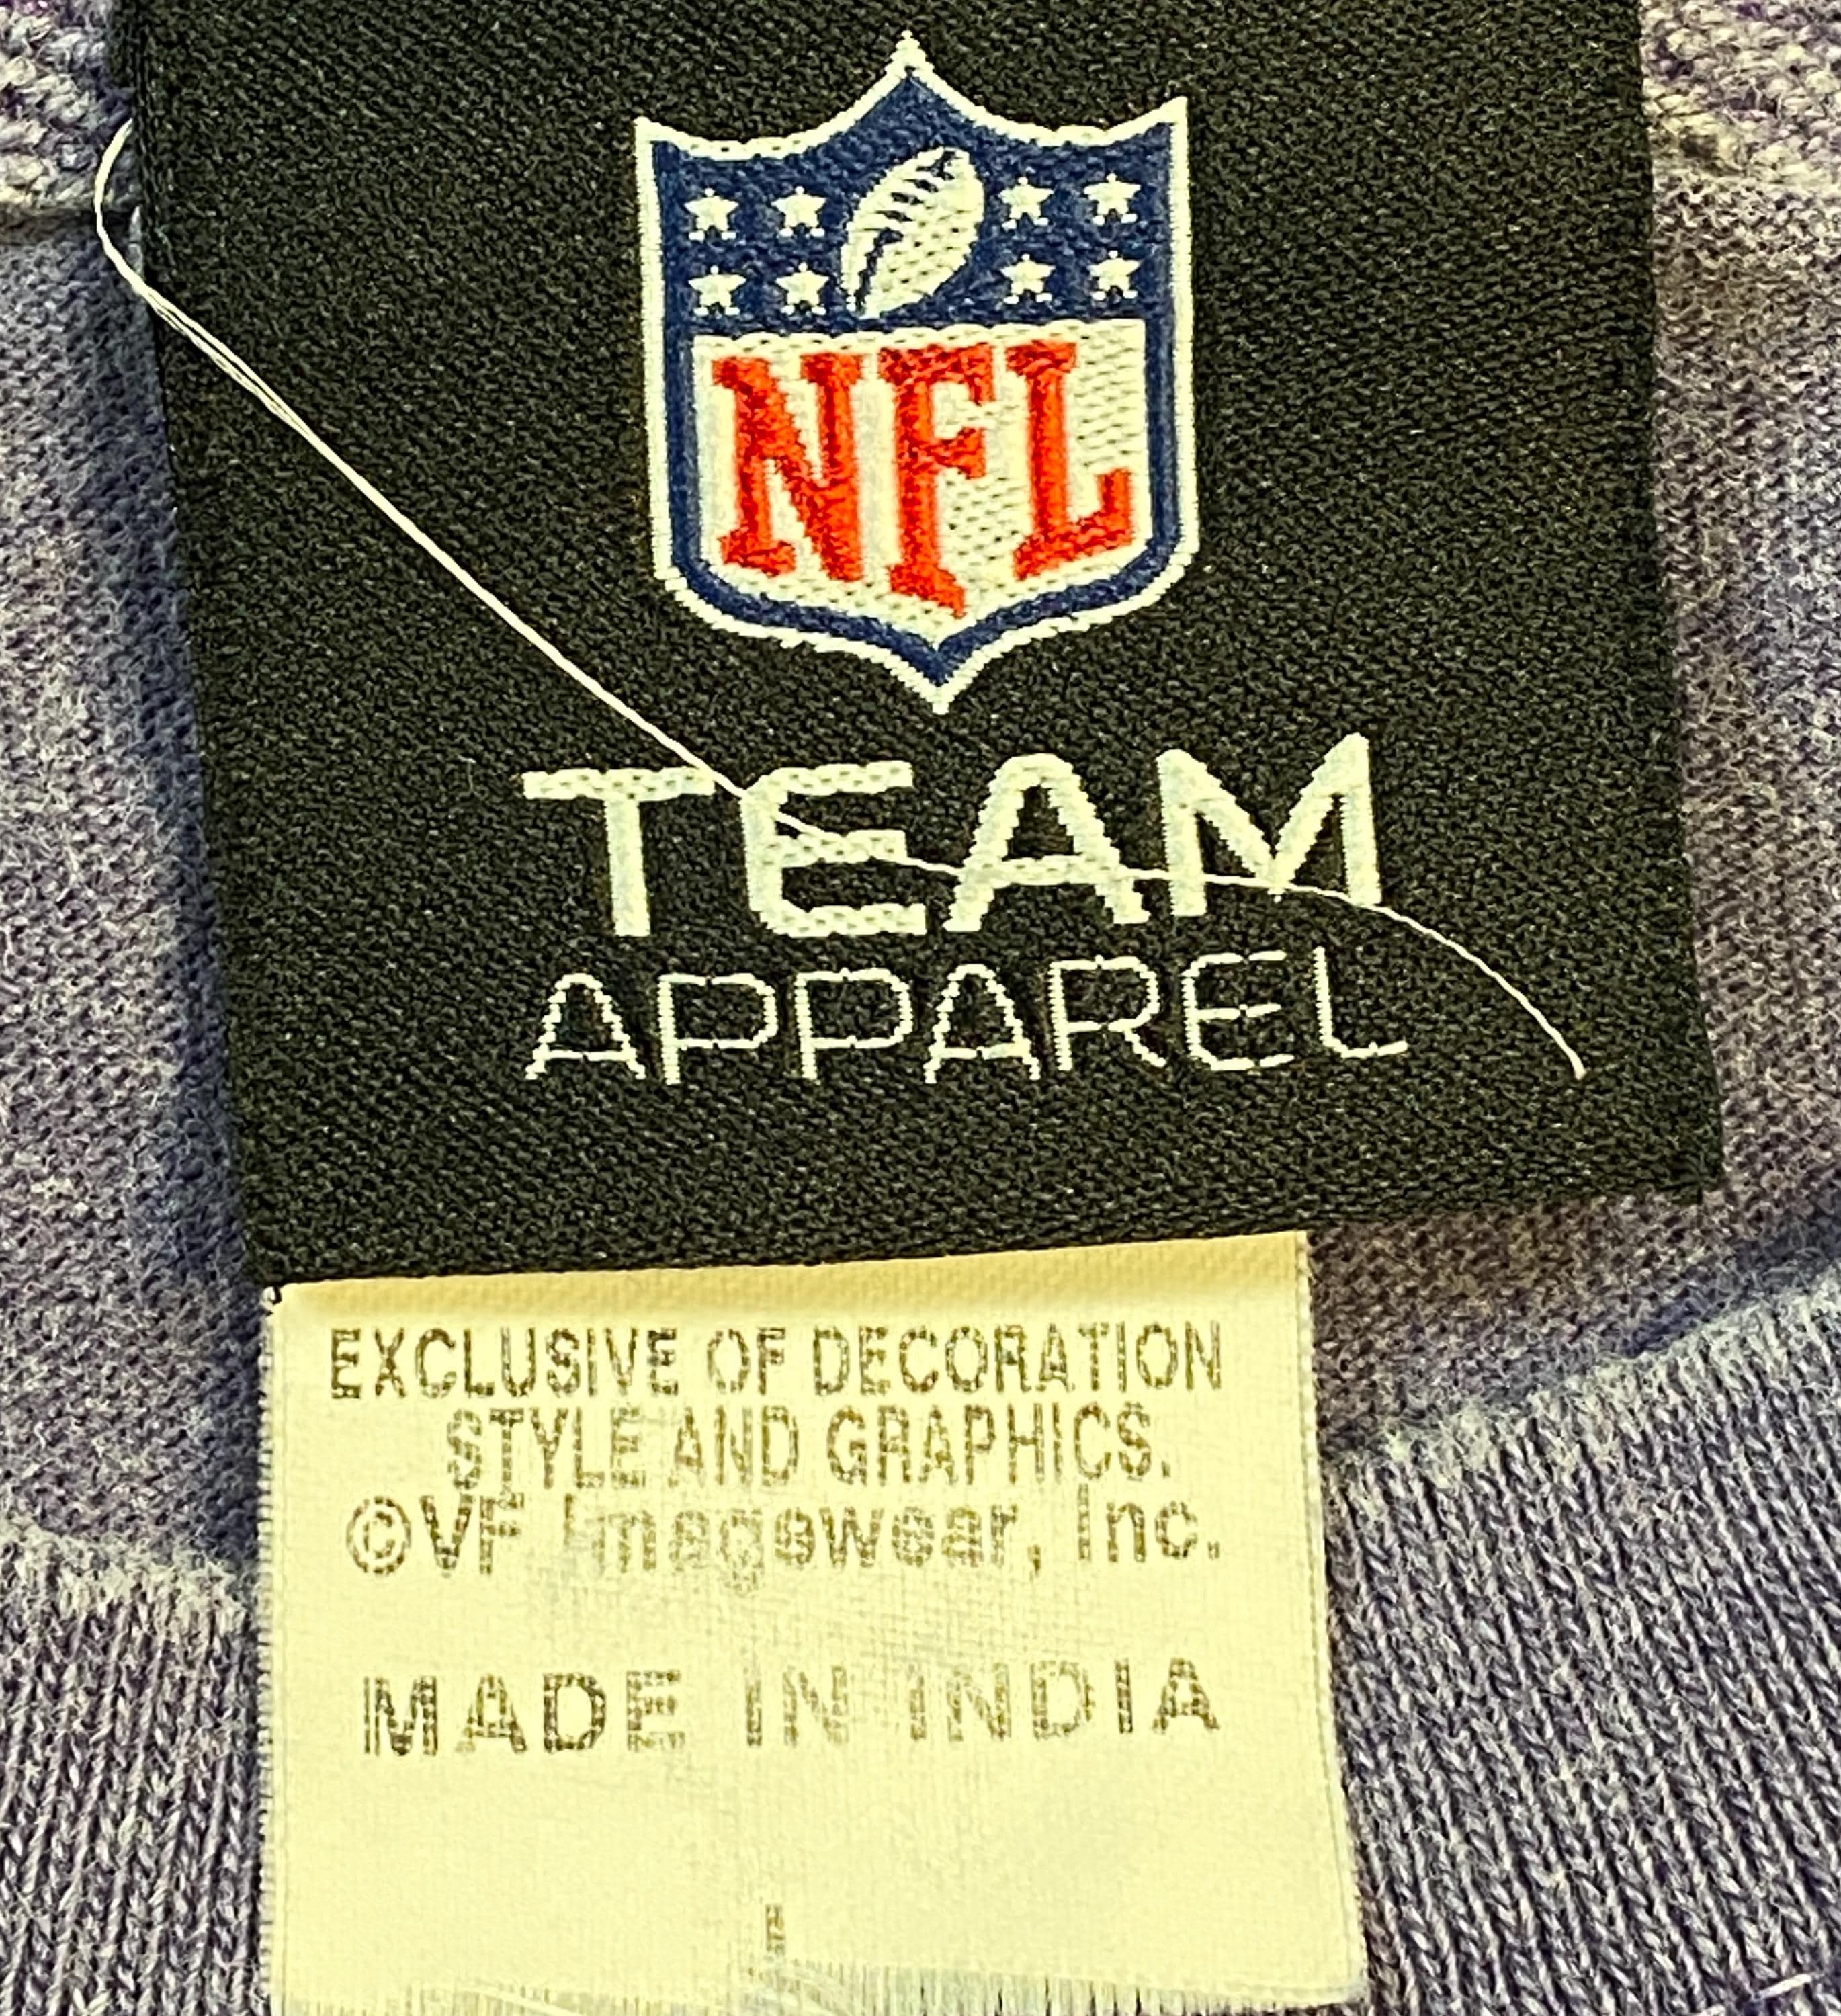 NFL
TEAM
APPAREL
EXCLUSIVE OF DECORATION
STYLE AND GRAPHICS.
©VF Imagewear, Inc.
MADE IN INDIA